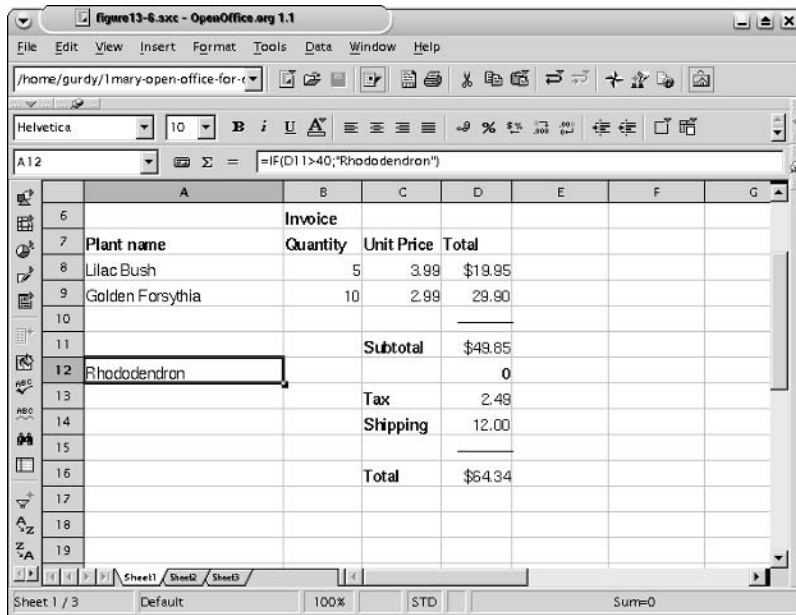 figure13-6.sxc - OpenOffice.org 1.1
File Edit View Insert Format Tools Data Window Help
/home/gurdy/1mary-open-office-for-
Helvetica 10 B i U A
A12 Σ = =IF(D11>40;"Rhododendron")
A B C D E F G
6 Invoice
7 Plant name Quantity Unit Price Total
8 Lilac Bush 5 3.99 $19.95
9 Golden Forsythia 10 2.99 29.90
10
11 Subtotal $49.85
12 Rhododendron 0
13 Tax 2.49
14 Shipping 12.00
15
16 Total $64.34
17
18
19
Sheet1 Sheet2 Sheet3
Sheet 1 / 3 Default 100% STD Sum=0